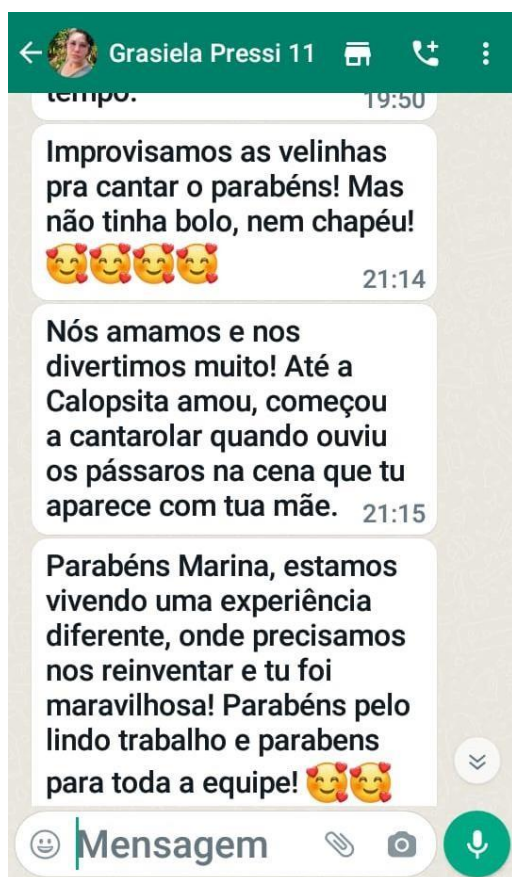 Grasiela Pressi 11
tempo.
19:50
Improvisamos as velinhas
pra cantar o parabéns! Mas
não tinha bolo, nem chapéu!
🥰🥰🥰🥰
21:14
Nós amamos e nos
divertimos muito! Até a
Calopsita amou, começou
a cantarolar quando ouviu
os pássaros na cena que tu
aparece com tua mãe.
21:15
Parabéns Marina, estamos
vivendo uma experiência
diferente, onde precisamos
nos reinventar e tu foi
maravilhosa! Parabéns pelo
lindo trabalho e parabens
para toda a equipe! 🥰🥰
Mensagem